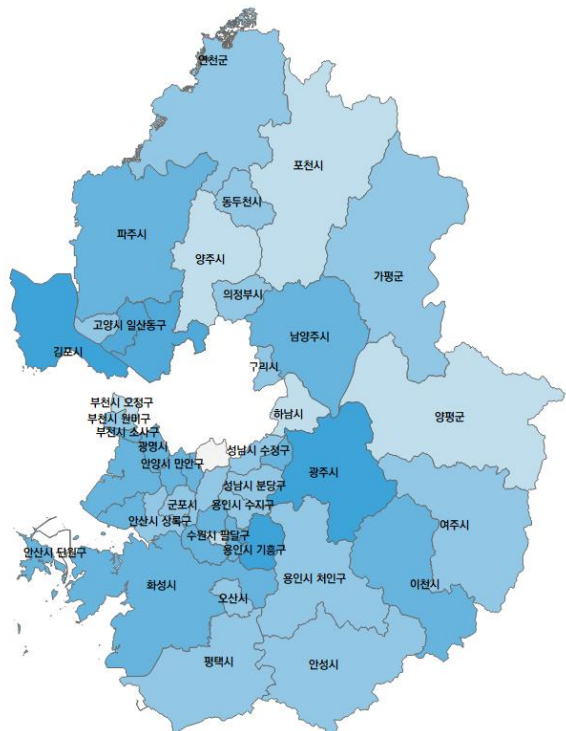 연천군
포천시
동두천시
파주시
양주시
가평군
의정부시
고양시 일산동구
남양주시
김포시
구리시
부천시 오정구
하남시
양평군
부천시 원미구
부천시 소사구
광명시
성남시 수정구
안양시 만안구
광주시
성남시 분당구
군포시
용인시 수지구
안산시 상록구
여주시
수원시 팔달구
안산시 단원구
용인시 기흥구
화성시
용인시 처인구
이천시
오산시
평택시
안성시